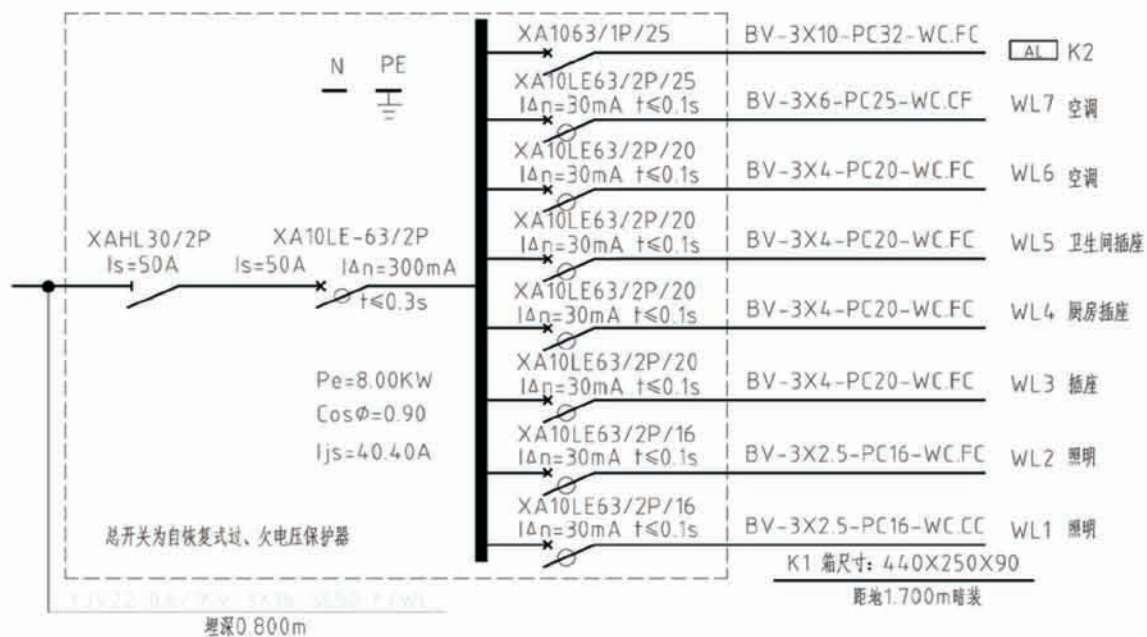 XA1063/1P/25 BV-3X10-PC32-WC.FC AL K2
N PE
XA10LE63/2P/25
I∆n=30mA t≤0.1s BV-3X6-PC25-WC.CF WL7 空调
XA10LE63/2P/20
I∆n=30mA t≤0.1s BV-3X4-PC20-WC.FC WL6 空调
XA10LE63/2P/20
I∆n=30mA t≤0.1s BV-3X4-PC20-WC.FC WL5 卫生间插座
XAHL30/2P XA10LE-63/2P
Is=50A Is=50A I∆n=300mA
t≤0.3s
XA10LE63/2P/20
I∆n=30mA t≤0.1s BV-3X4-PC20-WC.FC WL4 厨房插座
XA10LE63/2P/20
I∆n=30mA t≤0.1s BV-3X4-PC20-WC.FC WL3 插座
Pe=8.00KW
CosΦ=0.90
Ijs=40.40A
XA10LE63/2P/16
I∆n=30mA t≤0.1s BV-3X2.5-PC16-WC.FC WL2 照明
XA10LE63/2P/16
I∆n=30mA t≤0.1s BV-3X2.5-PC16-WC.CC WL1 照明
总开关为自恢复式过、欠电压保护器
K1 箱尺寸: 440X250X90
距地1.700m暗装
埋深0.800m